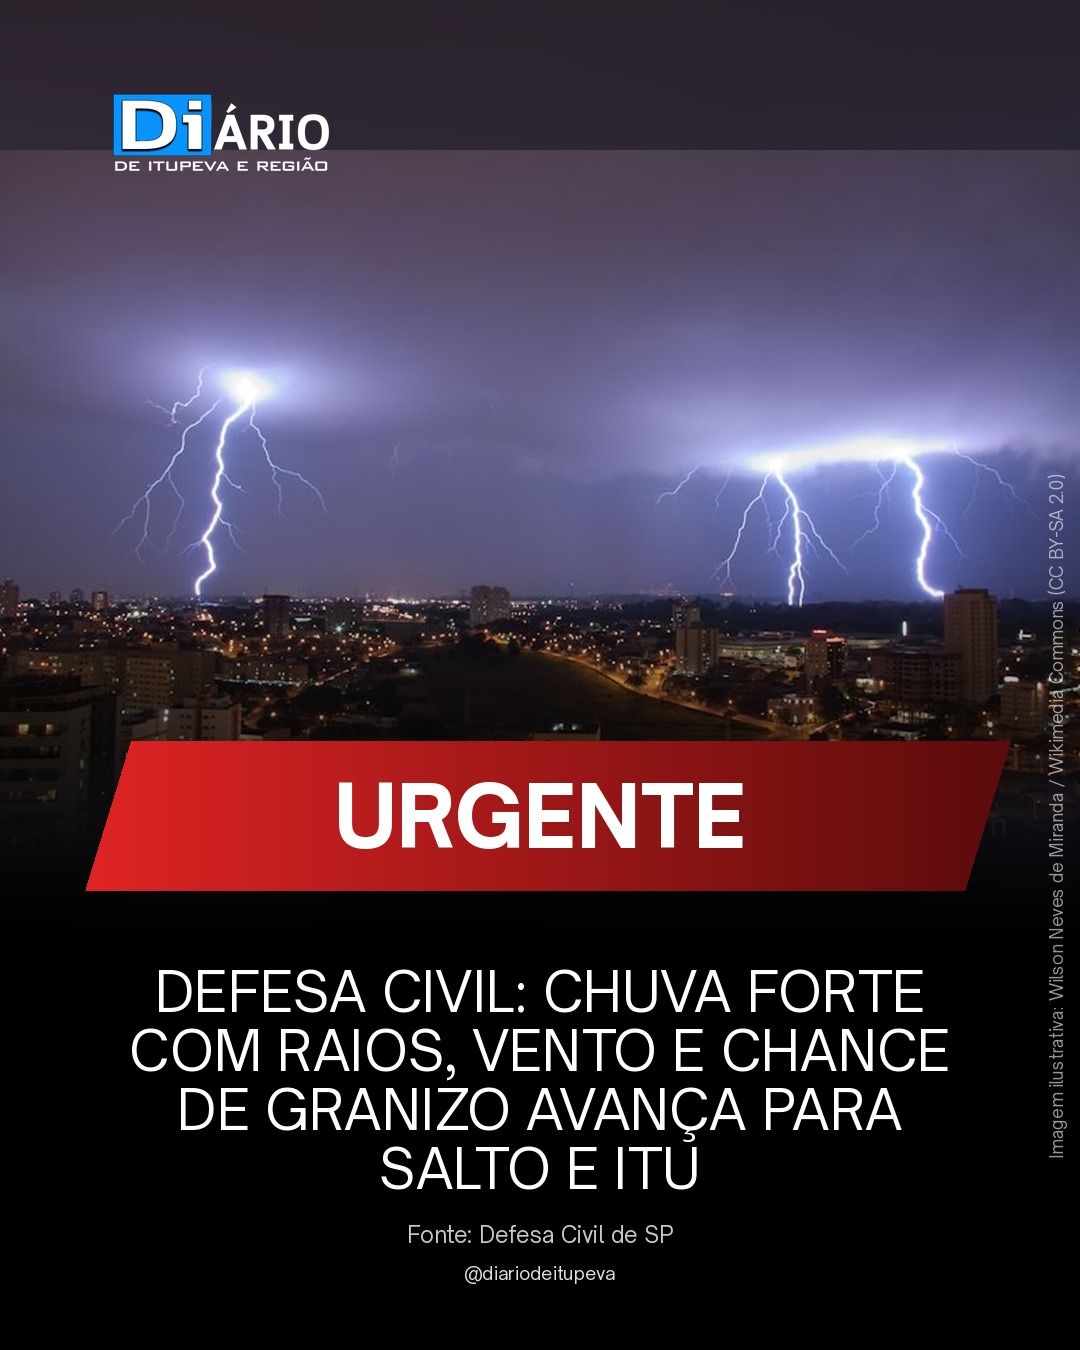 DiÁRIO
DE ITUPEVA E REGIÃO
URGENTE
DEFESA CIVIL: CHUVA FORTE
COM RAIOS, VENTO E CHANCE
DE GRANIZO AVANÇA PARA
SALTO E ITU
Fonte: Defesa Civil de SP
@diariodeitupeva
Imagem ilustrativa: Wilson Neves de Miranda / Wikimedia Commons (CC BY-SA 2.0)